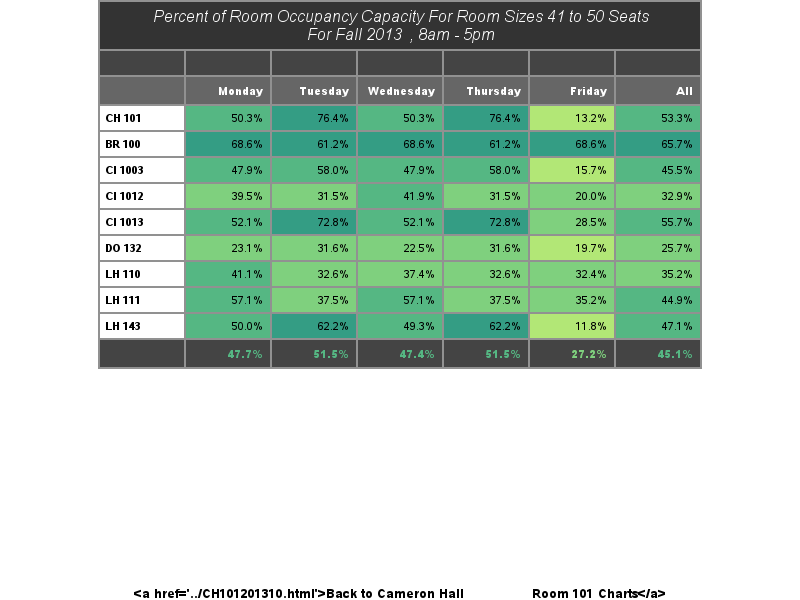 Percent of Room Occupancy Capacity For Room Sizes 41 to 50 Seats
For Fall 2013 , 8am - 5pm
Monday Tuesday Wednesday Thursday Friday All
CH 101 50.3% 76.4% 50.3% 76.4% 13.2% 53.3%
BR 100 68.6% 61.2% 68.6% 61.2% 68.6% 65.7%
CI 1003 47.9% 58.0% 47.9% 58.0% 15.7% 45.5%
CI 1012 39.5% 31.5% 41.9% 31.5% 20.0% 32.9%
CI 1013 52.1% 72.8% 52.1% 72.8% 28.5% 55.7%
DO 132 23.1% 31.6% 22.5% 31.6% 19.7% 25.7%
LH 110 41.1% 32.6% 37.4% 32.6% 32.4% 35.2%
LH 111 57.1% 37.5% 57.1% 37.5% 35.2% 44.9%
LH 143 50.0% 62.2% 49.3% 62.2% 11.8% 47.1%
47.7% 51.5% 47.4% 51.5% 27.2% 45.1%
<a href='../CH101201310.html'>Back to Cameron Hall Room 101 Charts</a>